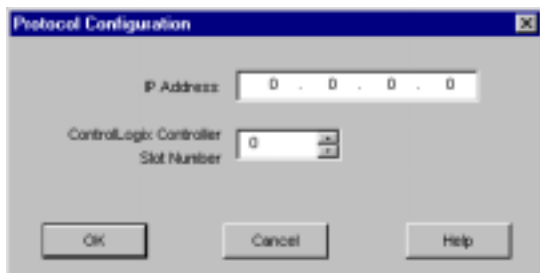 Protocol Configuration
IP Address
0 . 0 . 0 . 0
ControlLogix Controller
Slot Number
0
OK
Cancel
Help